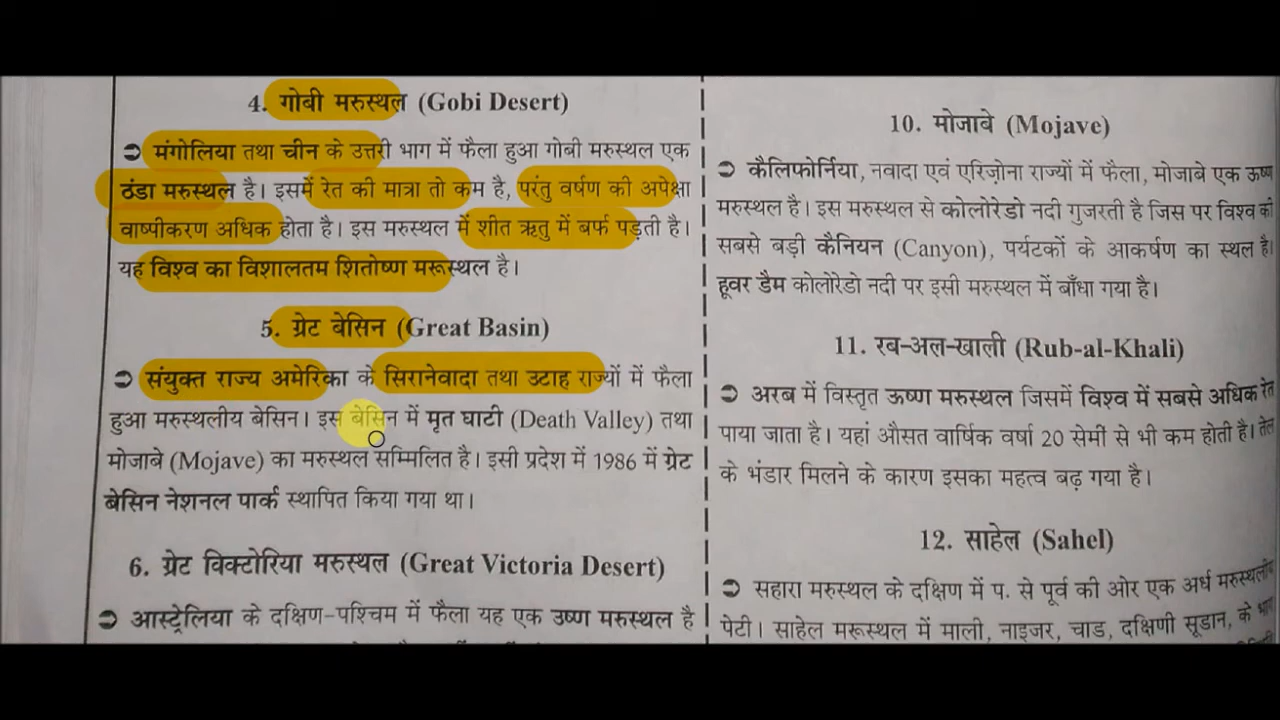 4. गोबी मरुस्थल (Gobi Desert)
➲ मंगोलिया तथा चीन के उत्तरी भाग में फैला हुआ गोबी मरुस्थल एक
ठंडा मरुस्थल है। इसमें रेत की मात्रा तो कम है, परंतु वर्षण की अपेक्षा
वाष्पीकरण अधिक होता है। इस मरुस्थल में शीत ऋतु में बर्फ पड़ती है।
यह विश्व का विशालतम शितोष्ण मरूस्थल है।
5. ग्रेट बेसिन (Great Basin)
➲ संयुक्त राज्य अमेरिका के सिरानेवादा तथा उटाह राज्यों में फैला
हुआ मरुस्थलीय बेसिन। इस बेसिन में मृत घाटी (Death Valley) तथा
मोजाबे (Mojave) का मरुस्थल सम्मिलित है। इसी प्रदेश में 1986 में ग्रेट
बेसिन नेशनल पार्क स्थापित किया गया था।
6. ग्रेट विक्टोरिया मरुस्थल (Great Victoria Desert)
➲ आस्ट्रेलिया के दक्षिण-पश्चिम में फैला यह एक उष्ण मरुस्थल है
10. मोजाबे (Mojave)
➲ कैलिफोर्निया, नवादा एवं एरिज़ोना राज्यों में फैला, मोजाबे एक ऊष्ण
मरुस्थल है। इस मरुस्थल से कोलोरेडो नदी गुजरती है जिस पर विश्व की
सबसे बड़ी कैनियन (Canyon), पर्यटकों के आकर्षण का स्थल है।
हूवर डैम कोलोरेडो नदी पर इसी मरुस्थल में बाँधा गया है।
11. रब-अल-खाली (Rub-al-Khali)
➲ अरब में विस्तृत ऊष्ण मरुस्थल जिसमें विश्व में सबसे अधिक रेत
पाया जाता है। यहां औसत वार्षिक वर्षा 20 सेमीं से भी कम होती है। तेल
के भंडार मिलने के कारण इसका महत्व बढ़ गया है।
12. साहेल (Sahel)
➲ सहारा मरुस्थल के दक्षिण में प. से पूर्व की ओर एक अर्ध मरुस्थलीय
पेटी। साहेल मरूस्थल में माली, नाइजर, चाड, दक्षिणी सूडान, के भाग